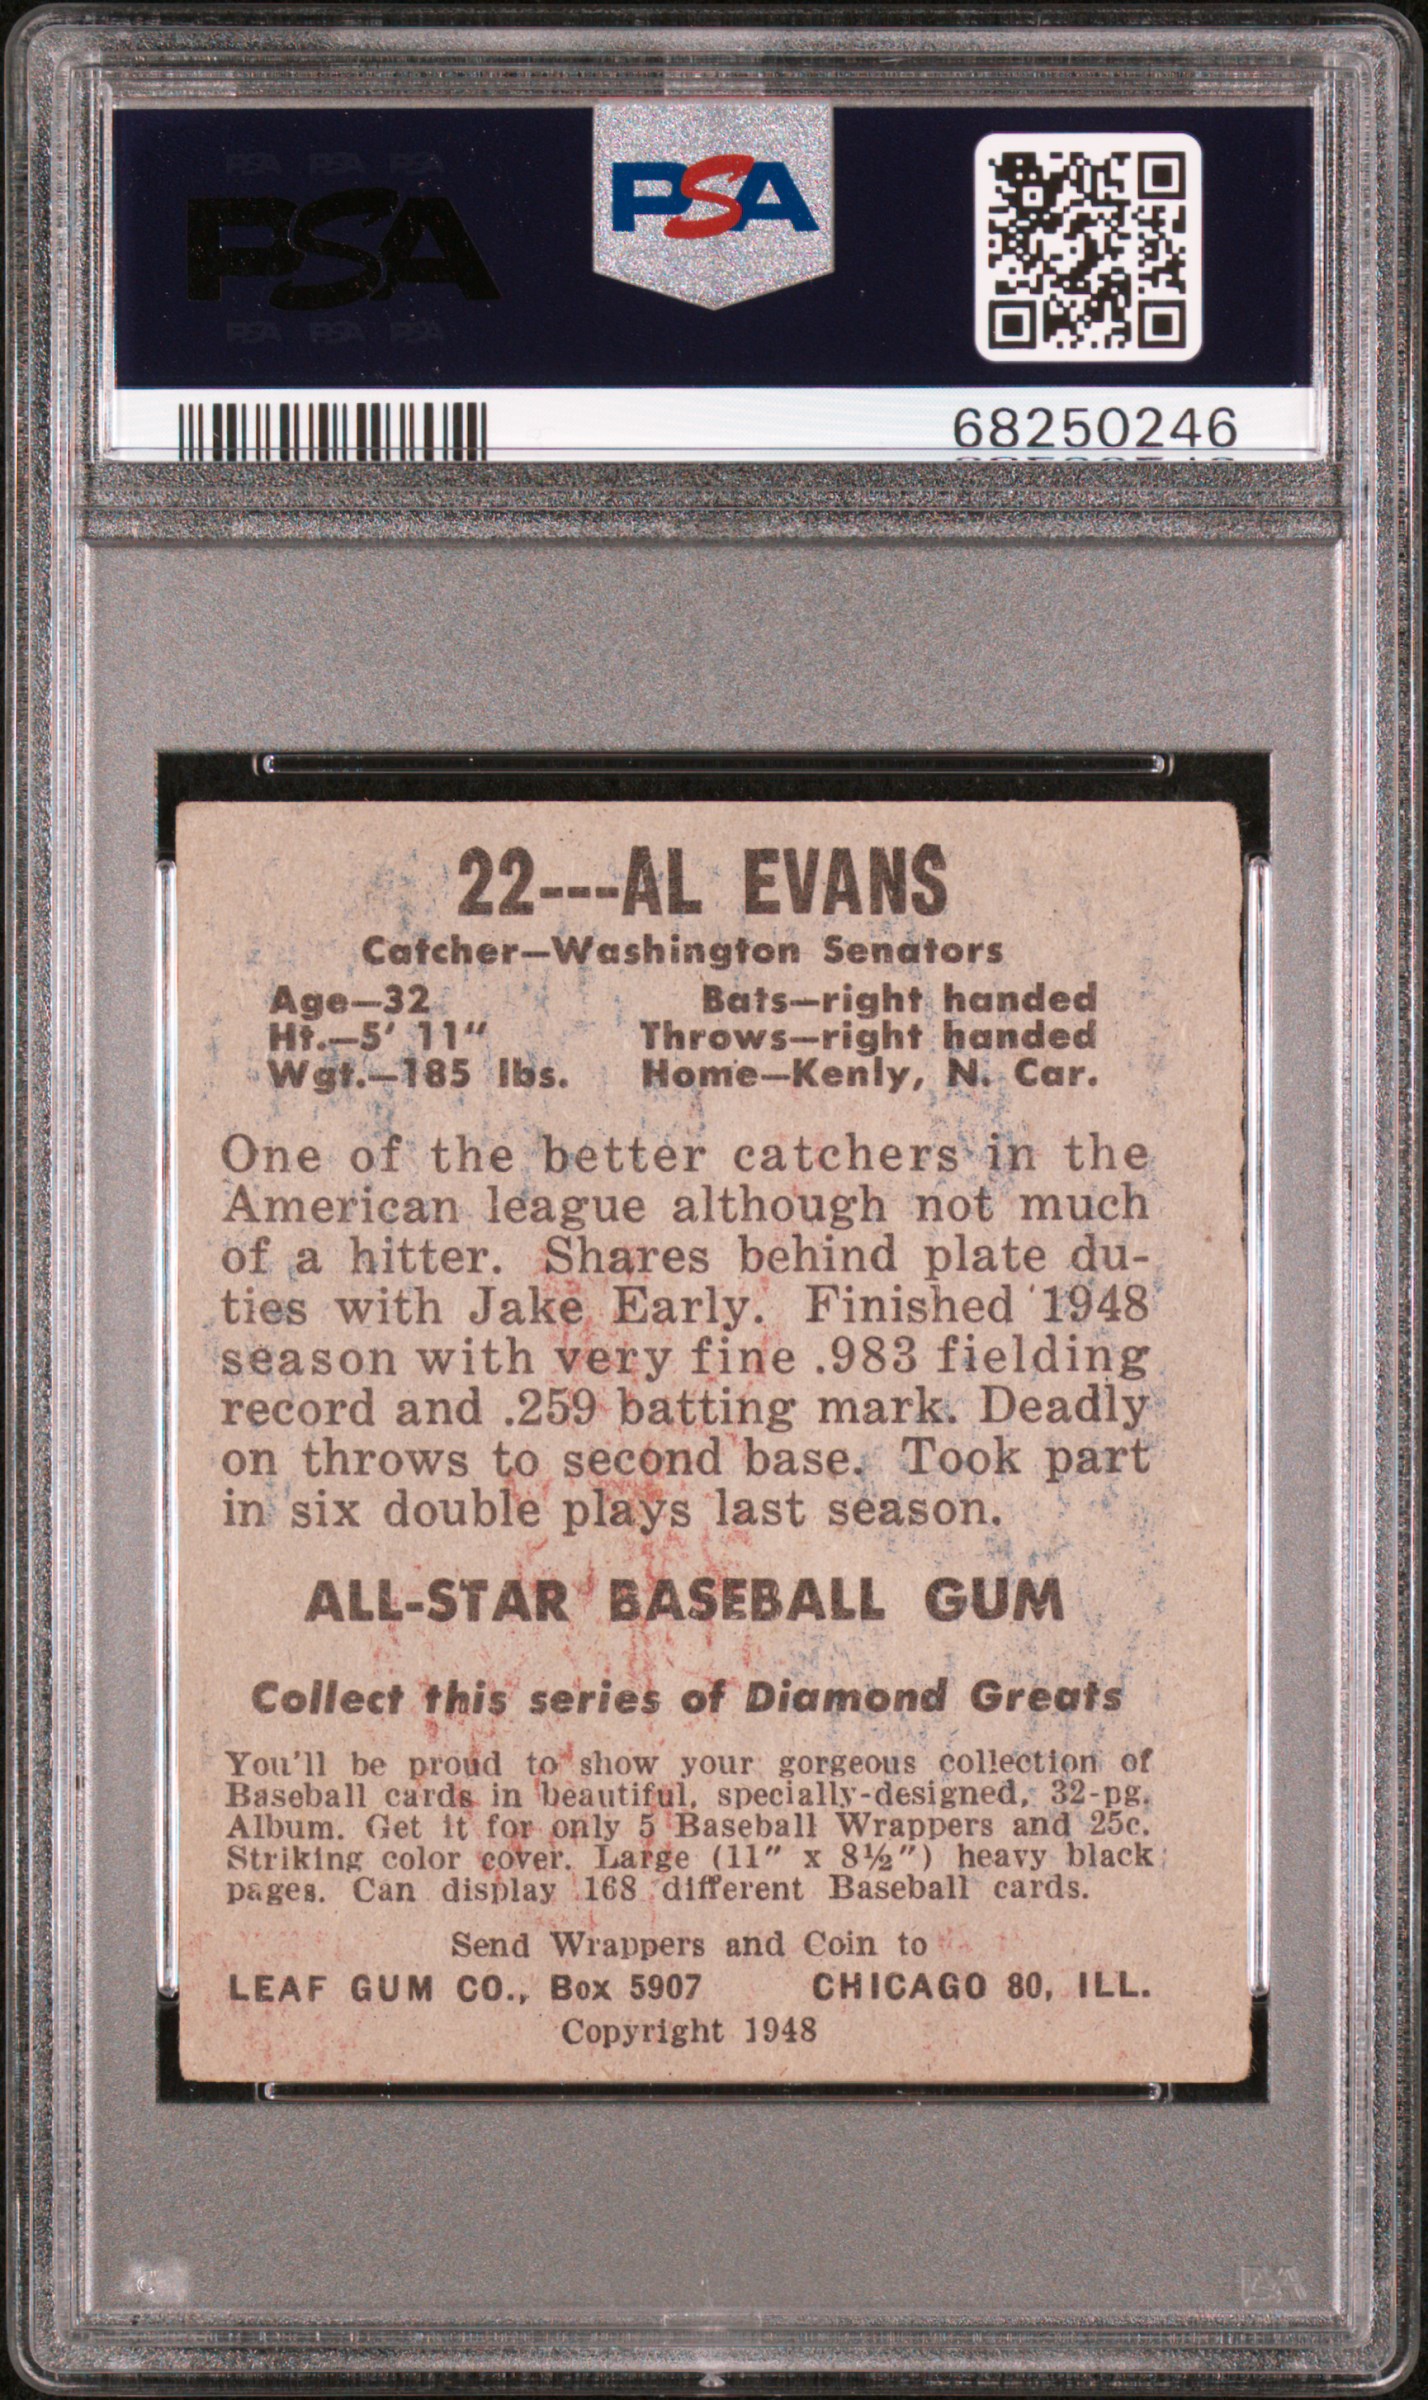 PSA PSA PSA
PSA
PSA PSA PSA
PSA
68250246
22---AL EVANS
Catcher—Washington Senators
Age—32 Bats—right handed
Ht.—5' 11" Throws—right handed
Wgt.—185 lbs. Home—Kenly, N. Car.
One of the better catchers in the
American league although not much
of a hitter. Shares behind plate du-
ties with Jake Early. Finished 1948
season with very fine .983 fielding
record and .259 batting mark. Deadly
on throws to second base. Took part
in six double plays last season.
ALL-STAR BASEBALL GUM
Collect this series of Diamond Greats
You'll be proud to show your gorgeous collection of
Baseball cards in beautiful, specially-designed, 32-pg.
Album. Get it for only 5 Baseball Wrappers and 25c.
Striking color cover. Large (11" x 8½") heavy black
pages. Can display 168 different Baseball cards.
Send Wrappers and Coin to
LEAF GUM CO., Box 5907 CHICAGO 80, ILL.
Copyright 1948